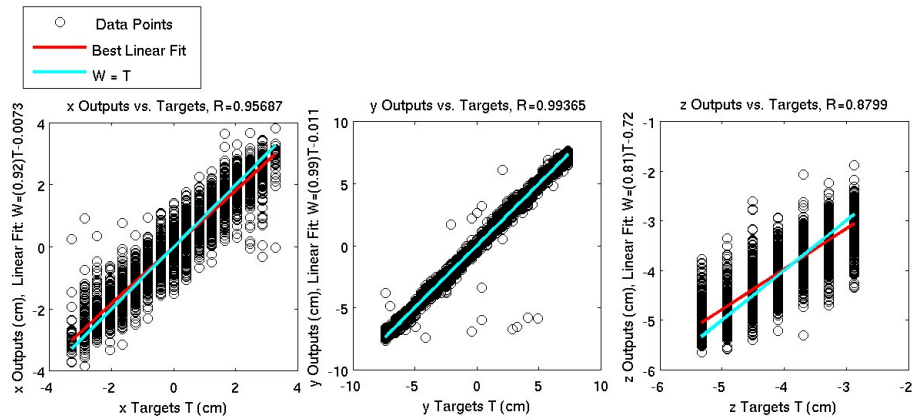 Data Points
Best Linear Fit
W = T
x Outputs vs. Targets, R=0.95687
x Outputs (cm), Linear Fit: W=(0.92)T-0.0073
4
2
0
-2
-4
-4
-2
0
2
4
x Targets T (cm)
y Outputs vs. Targets, R=0.99365
y Outputs (cm), Linear Fit: W=(0.99)T-0.011
10
5
0
-5
-10
-10
-5
0
5
10
y Targets T (cm)
z Outputs vs. Targets, R=0.8799
z Outputs (cm), Linear Fit: W=(0.81)T-0.72
-1
-2
-3
-4
-5
-6
-6
-5
-4
-3
-2
z Targets T (cm)